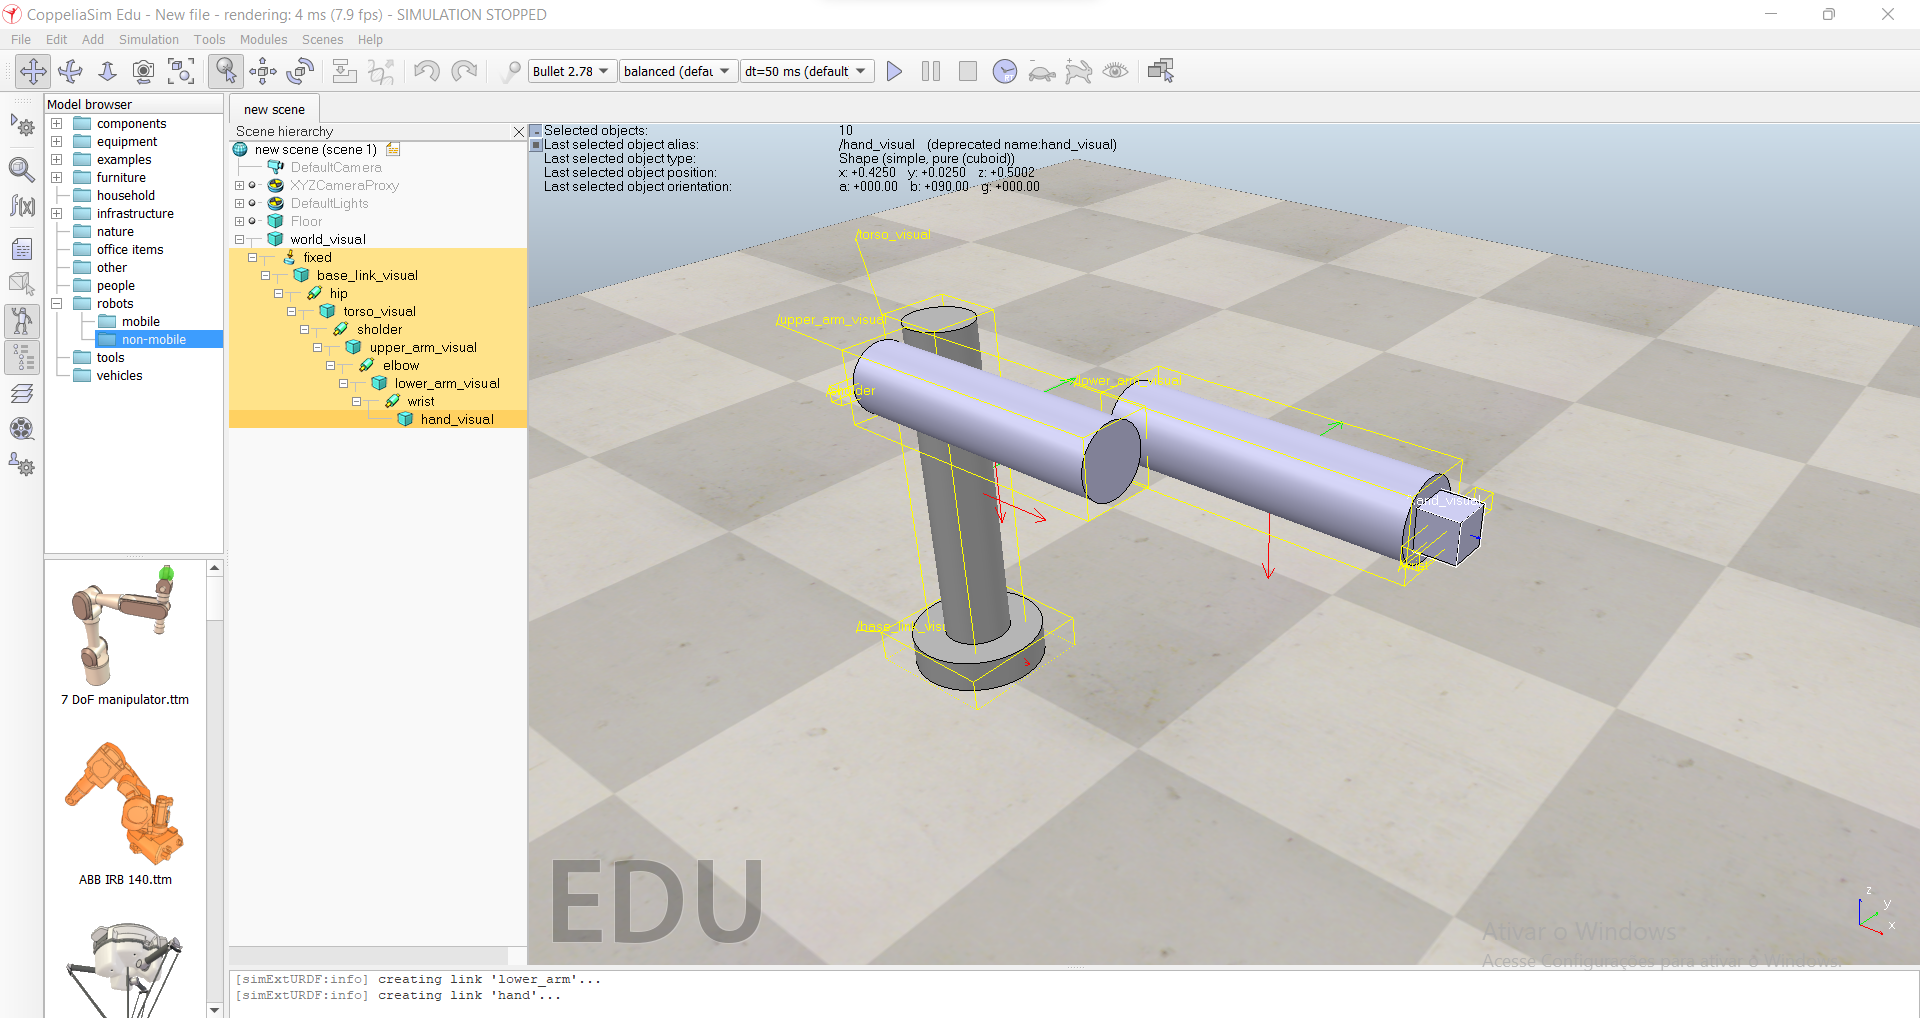 CoppeliaSim Edu - New file - rendering: 4 ms (7.9 fps) - SIMULATION STOPPED
File Edit Add Simulation Tools Modules Scenes Help
Bullet 2.78 balanced (defau dt=50 ms (default
Model browser
components
equipment
examples
furniture
household
infrastructure
nature
office items
other
people
robots
mobile
non-mobile
tools
vehicles
7 DoF manipulator.ttm
ABB IRB 140.ttm
new scene
Scene hierarchy
new scene (scene 1)
DefaultCamera
XYZCameraProxy
DefaultLights
Floor
world_visual
fixed
base_link_visual
hip
torso_visual
sholder
upper_arm_visual
elbow
lower_arm_visual
wrist
hand_visual
Selected objects: 10
Last selected object alias: /hand_visual (deprecated name:hand_visual)
Last selected object type: Shape (simple, pure (cuboid))
Last selected object position: x: +0.4250 y: +0.0250 z: +0.5002
Last selected object orientation: a: +000.00 b: +090.00 g: +000.00
/torso_visual
/upper_arm_visual
/lower_arm_visual
/base_link_visu
EDU
z
y
x
Ativar o Windows
Acesse Configurações para ativar o Windows.
[simExtURDF:info] creating link 'lower_arm'...
[simExtURDF:info] creating link 'hand'...